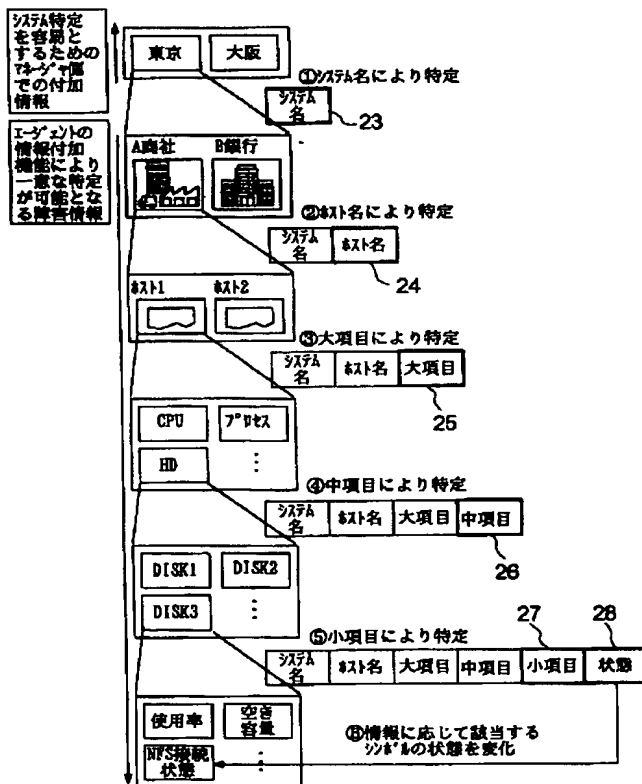 ｼｽﾃﾑ特定
を容易と
するための
ﾏﾈｰｼﾞｬ側
での付加
情報
東京
大阪
①ｼｽﾃﾑ名により特定
ｼｽﾃﾑ
名
23
ｴｰｼﾞｪﾝﾄの
情報付加
機能により
一意な特定
が可能とな
る障害情報
A商社
B銀行
②ﾎｽﾄ名により特定
ｼｽﾃﾑ
名
ﾎｽﾄ名
24
ﾎｽﾄ1
ﾎｽﾄ2
③大項目により特定
ｼｽﾃﾑ
名
ﾎｽﾄ名
大項目
25
CPU
ﾌﾟﾛｾｽ
HD
⋮
④中項目により特定
ｼｽﾃﾑ
名
ﾎｽﾄ名
大項目
中項目
26
DISK1
DISK2
DISK3
⋮
⑤小項目により特定
27
28
ｼｽﾃﾑ
名
ﾎｽﾄ名
大項目
中項目
小項目
状態
使用率
空き
容量
NFS接続
状態
⋮
⑥情報に応じて該当する
ｼﾝﾎﾞﾙの状態を変化